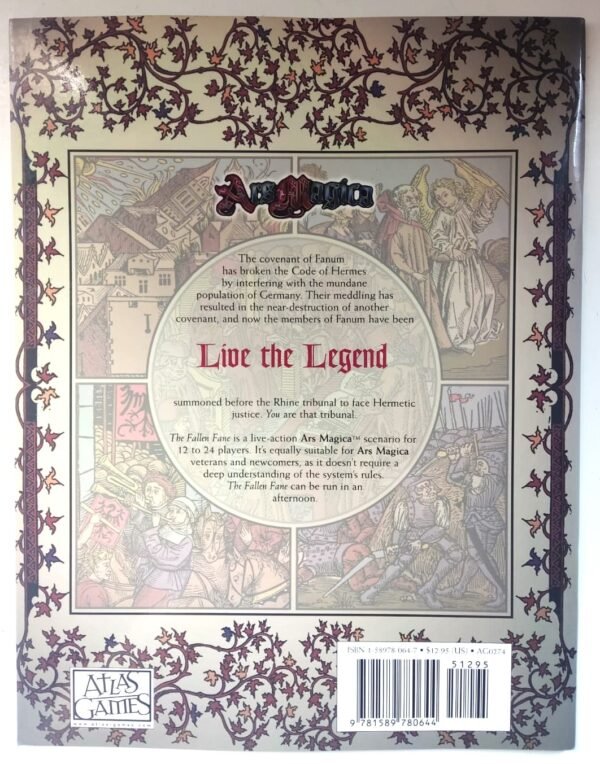 Ars Magica
The covenant of Fanum
has broken the Code of Hermes
by interfering with the mundane
population of Germany. Their meddling has
resulted in the near-destruction of another
covenant, and now the members of Fanum have been
Live the Legend
summoned before the Rhine tribunal to face Hermetic
justice. You are that tribunal.
The Fallen Fane is a live-action Ars Magica™ scenario for
12 to 24 players. It's equally suitable for Ars Magica
veterans and newcomers, as it doesn't require a
deep understanding of the system's rules.
The Fallen Fane can be run in an
afternoon.
ISBN 1-58978-064-7 • $12.95 (US) • AG0274
51295
9 781589 780644
ATLAS
GAMES
www.atlas-games.com